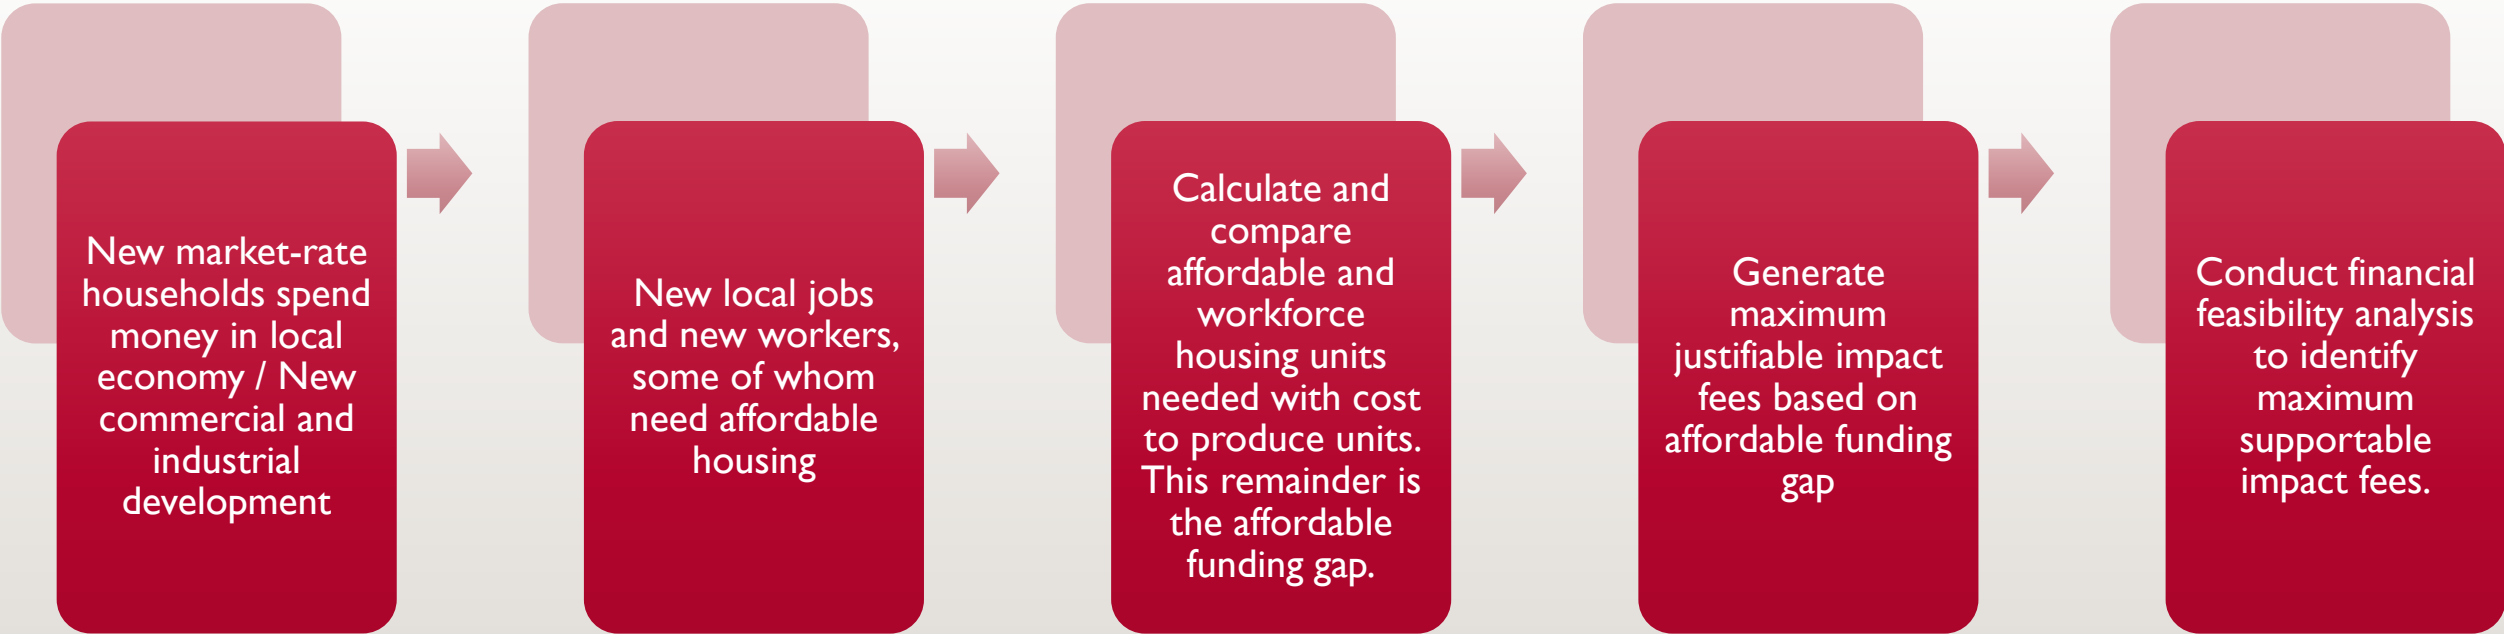 New market-rate
households spend
money in local
economy / New
commercial and
industrial
development
New local jobs
and new workers,
some of whom
need affordable
housing
Calculate and
compare
affordable and
workforce
housing units
needed with cost
to produce units.
This remainder is
the affordable
funding gap.
Generate
maximum
justifiable impact
fees based on
affordable funding
gap
Conduct financial
feasibility analysis
to identify
maximum
supportable
impact fees.